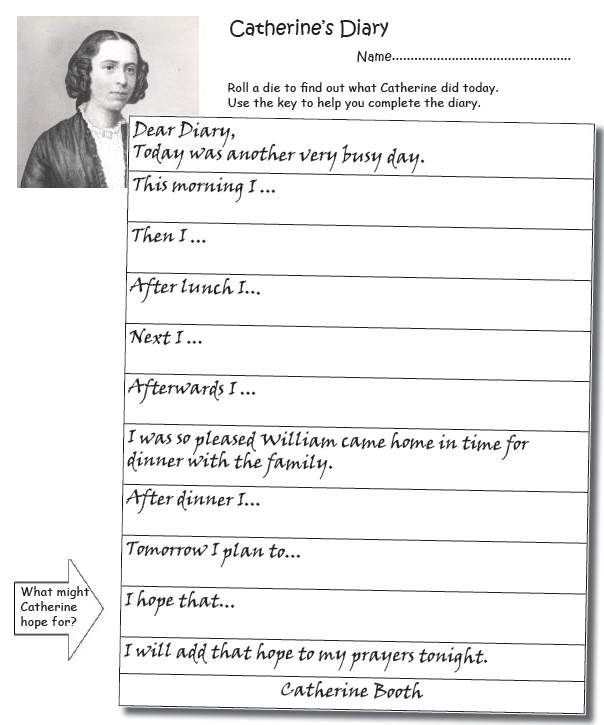 Catherine's Diary
Name................................................
Roll a die to find out what Catherine did today.
Use the key to help you complete the diary.
Dear Diary,
Today was another very busy day.
This morning I ...
Then I ...
After lunch I...
Next I ...
Afterwards I ...
I was so pleased William came home in time for
dinner with the family.
After dinner I...
Tomorrow I plan to...
What might
Catherine
hope for?
I hope that...
I will add that hope to my prayers tonight.
Catherine Booth